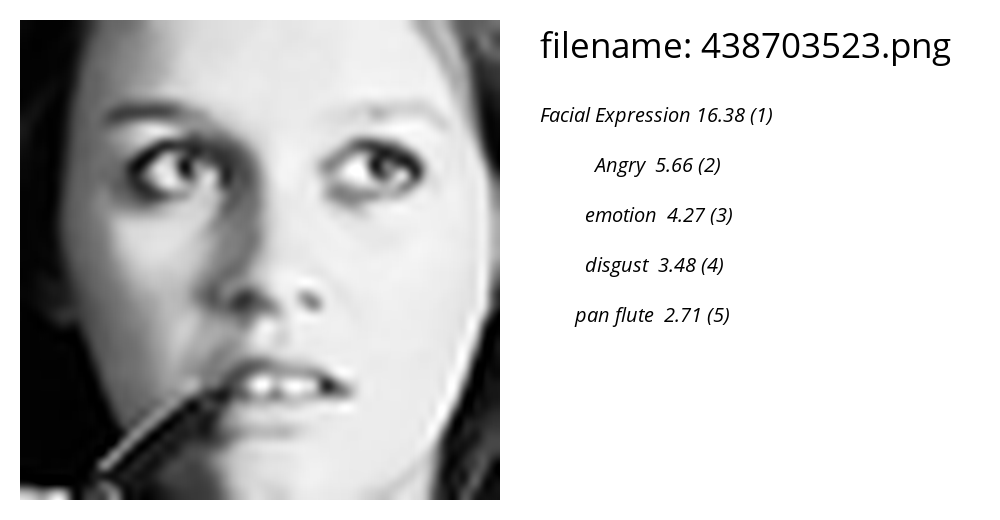 filename: 438703523.png
Facial Expression 16.38 (1)
Angry 5.66 (2)
emotion 4.27 (3)
disgust 3.48 (4)
pan flute 2.71 (5)